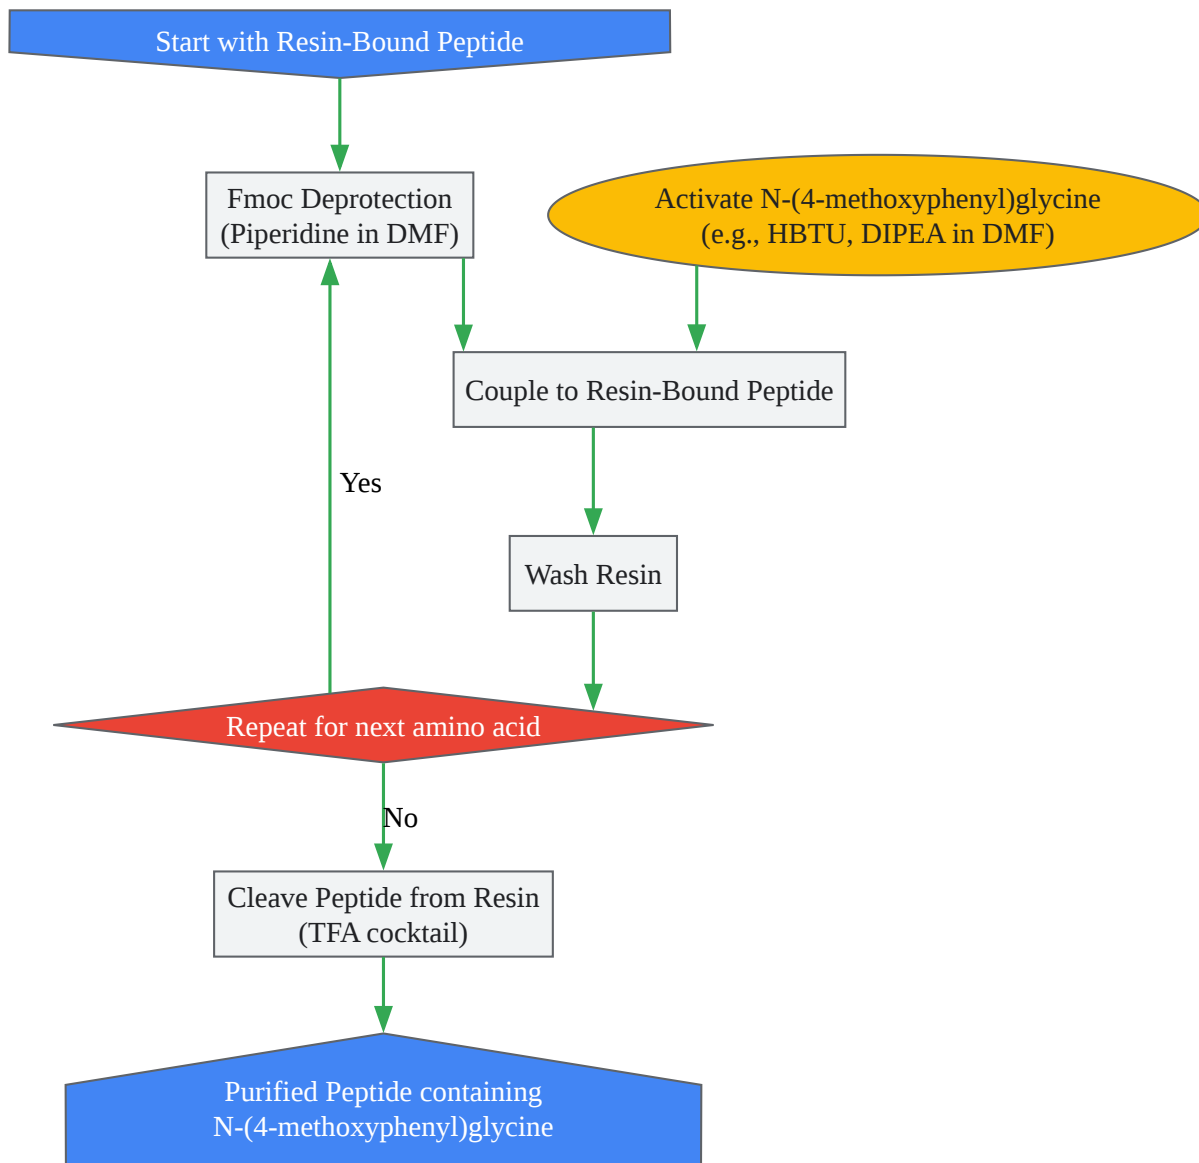 Start with Resin-Bound Peptide
Fmoc Deprotection
(Piperidine in DMF)
Activate N-(4-methoxyphenyl)glycine
(e.g., HBTU, DIPEA in DMF)
Couple to Resin-Bound Peptide
Yes
Wash Resin
Repeat for next amino acid
No
Cleave Peptide from Resin
(TFA cocktail)
Purified Peptide containing
N-(4-methoxyphenyl)glycine